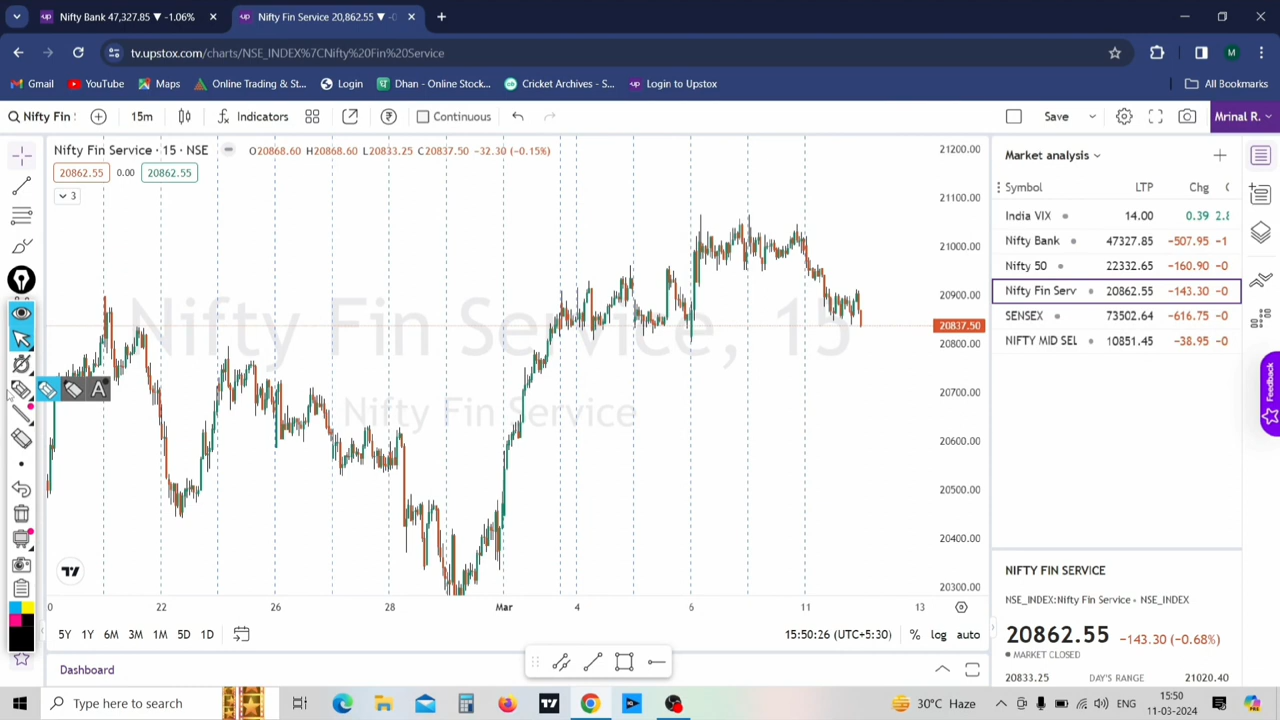 Nifty Bank 47,327.85 ▼ -1.06%
Nifty Fin Service 20862.55 ▼ -0
tv.upstox.com/charts/NSE_INDEX%7CNifty%20Fin%20Service
M
Gmail YouTube Maps Online Trading & St... Login Dhan - Online Stock... Cricket Archives - S... Login to Upstox All Bookmarks
Nifty Fin 15m Indicators Continuous Save Mrinal R.
Nifty Fin Service · 15 · NSE O20868.60 H20868.60 L20833.25 C20837.50 -32.30 (-0.15%)
20862.55 0.00 20862.55
3
Nifty Fin Service, 15
Nifty Fin Service
21200.00
21100.00
21000.00
20900.00
20837.50
20800.00
20700.00
20600.00
20500.00
20400.00
20300.00
A
0 22 26 28 Mar 4 6 11 13
5Y 1Y 6M 3M 1M 5D 1D 15:50:26 (UTC+5:30) % log auto
Dashboard
Market analysis
Symbol LTP Chg
India VIX 14.00 0.39 2.8
Nifty Bank 47327.85 -507.95 -1
Nifty 50 22332.65 -160.90 -0
Nifty Fin Serv 20862.55 -143.30 -0
SENSEX 73502.64 -616.75 -0
NIFTY MID SEL 10851.45 -38.95 -0
Feedback
NIFTY FIN SERVICE
NSE_INDEX:Nifty Fin Service • NSE_INDEX
20862.55 -143.30 (-0.68%)
MARKET CLOSED
20833.25 DAY'S RANGE 21020.40
Type here to search
30°C Haze
ENG
15:50
11-03-2024